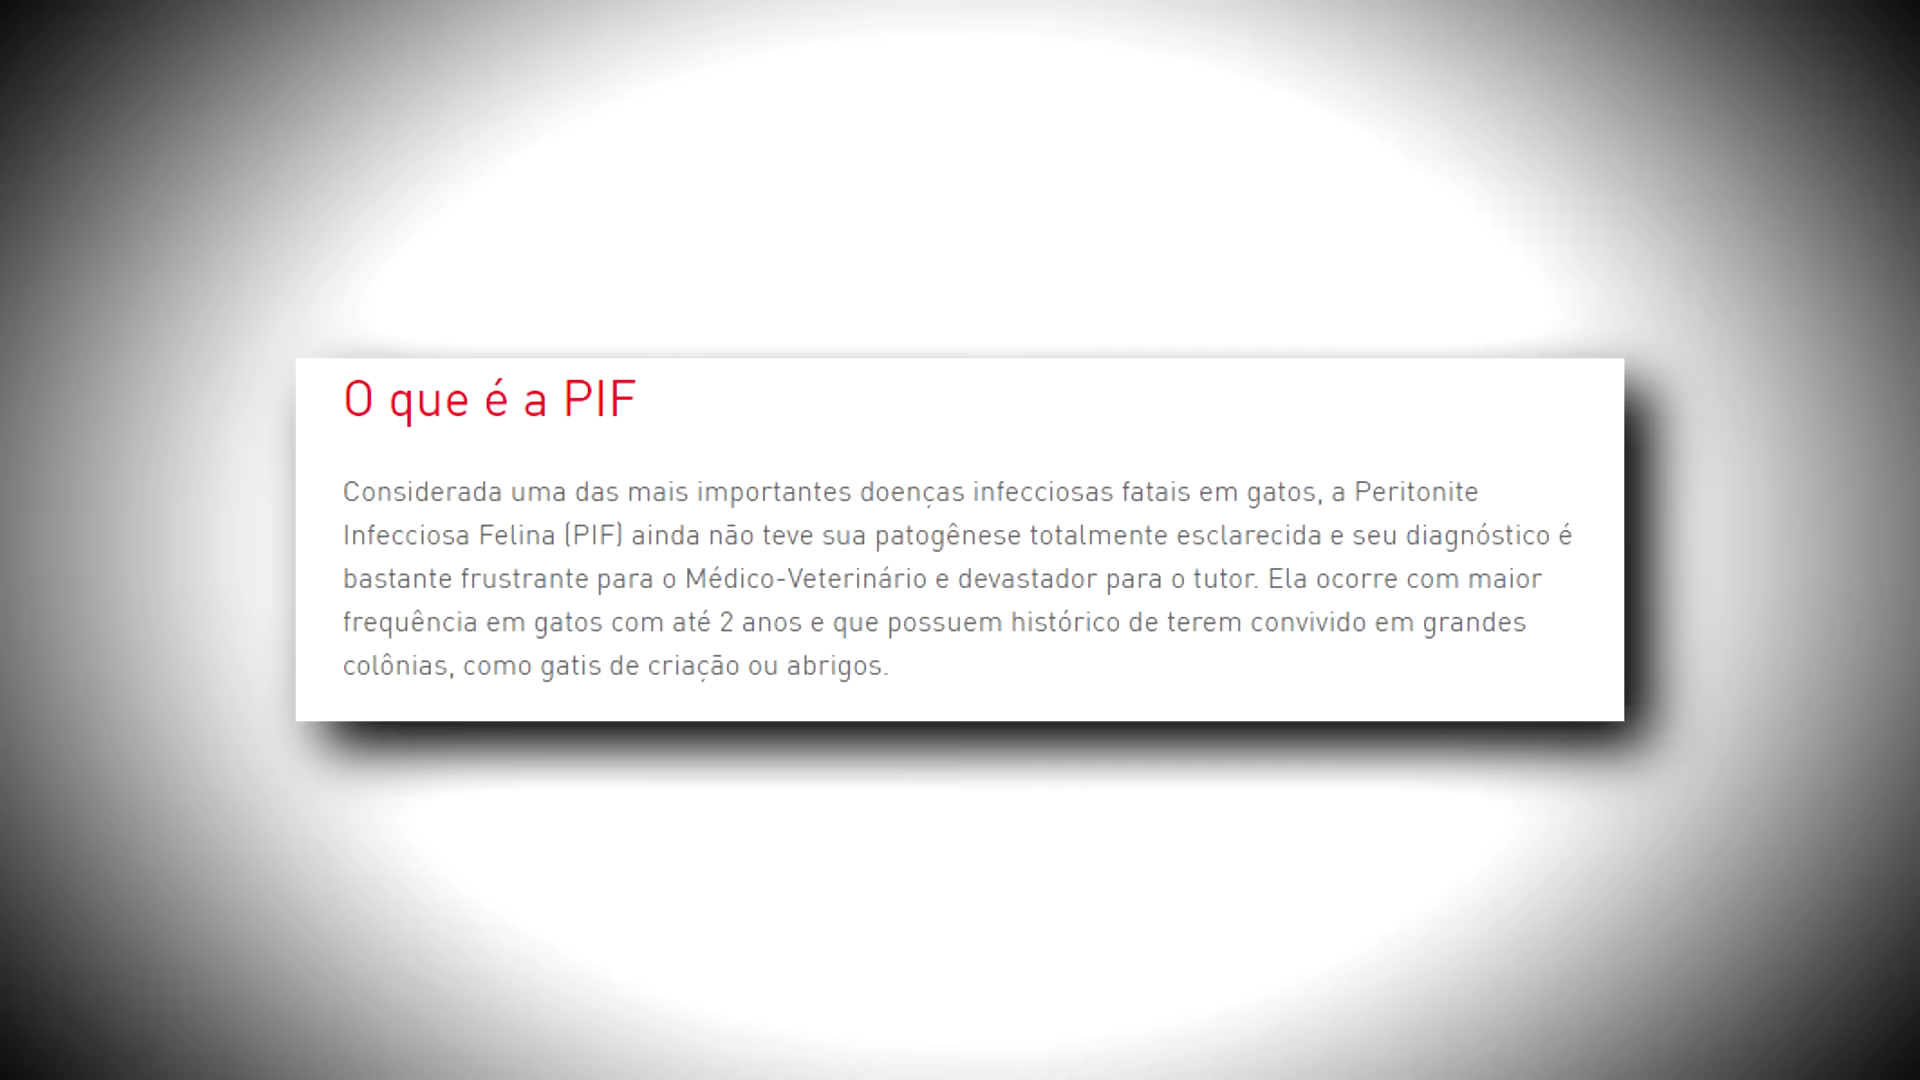 O que é a PIF
Considerada uma das mais importantes doenças infecciosas fatais em gatos, a Peritonite
Infecciosa Felina (PIF) ainda não teve sua patogênese totalmente esclarecida e seu diagnóstico é
bastante frustrante para o Médico-Veterinário e devastador para o tutor. Ela ocorre com maior
frequência em gatos com até 2 anos e que possuem histórico de terem convivido em grandes
colônias, como gatis de criação ou abrigos.